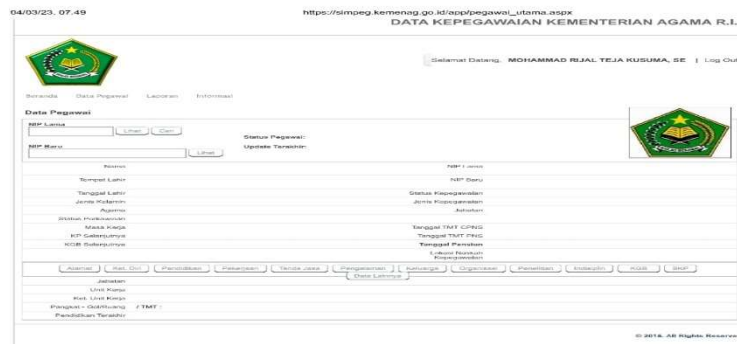 04/03/23, 07.49 https://simpeg.kemenag.go.id/app/pegawai_utama.aspx
DATA KEPEGAWAIAN KEMENTERIAN AGAMA R.I.
Selamat Datang, MOHAMMAD RIJAL TEJA KUSUMA, SE | Log Out
Beranda Data Pegawai Laporan Informasi
Data Pegawai
NIP Lama
Lihat Cari
Status Pegawai:
NIP Baru
Update Terakhir:
Lihat
Nama NIP Lama
Tempat Lahir NIP Baru
Tanggal Lahir Status Kepegawaian
Jenis Kelamin Jenis Kepegawaian
Agama Jabatan
Status Perkawinan
Masa Kerja Tanggal TMT CPNS
KP Selanjutnya Tanggal TMT PNS
KGB Selanjutnya Tanggal Pensiun
Lokasi Naskah Kepegawaian
Alamat Ket. Diri Pendidikan Pekerjaan Tanda Jasa Pengalaman Keluarga Organisasi Penelitian Indisiplin KGB SKP
Data Lainnya
Jabatan
Unit Kerja
Ket. Unit Kerja
Pangkat - Gol/Ruang / TMT :
Pendidikan Terakhir
© 2014. All Rights Reserve